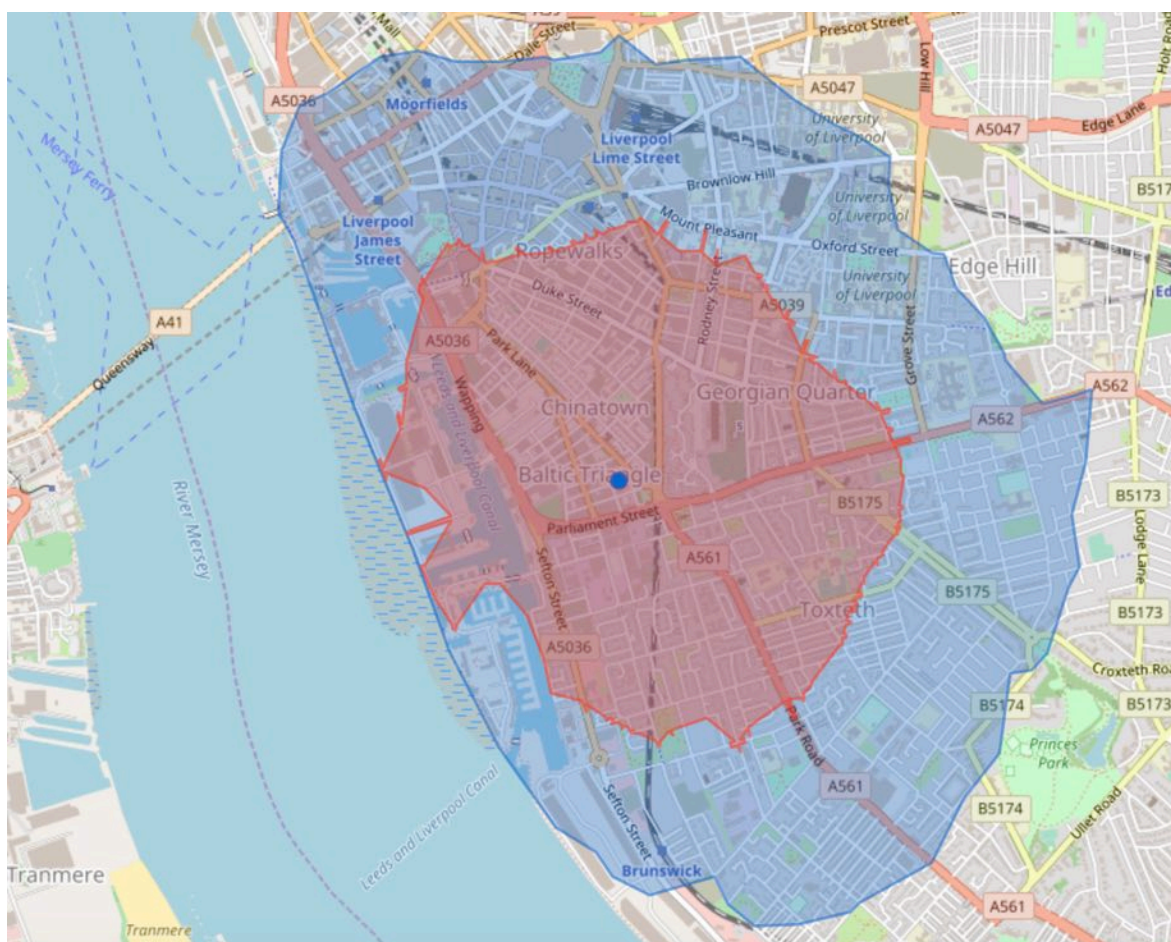 Mall
Dale Street
Prescot Street
Low Hill
A5036
Moorfields
A5047
University
of Liverpool
A5047
Edge Lane
Liverpool
Lime Street
Mersey Ferry
Brownlow Hill
B517
University
of Liverpool
Liverpool
James
Street
Mount Pleasant
Oxford Street
Ropewalks
Edge Hill
University
of Liverpool
Duke Street
Rodney Street
A5039
A41
Queensway
A5036
Park Lane
Grove Street
Wapping
Georgian Quarter
A562
Chinatown
A562
Leeds and Liverpool Canal
Baltic Triangle
River Mersey
B5175
B5173
Lodge Lane
Parliament Street
A561
Sefton Street
B5175
Toxteth
B5173
A5036
Croxteth Ro
B5174
B5173
Park Road
Princes
Park
A561
B5174
Ullet Road
Leeds and Liverpool Canal
Sefton Street
Brunswick
Tranmere
A561
Tranmere